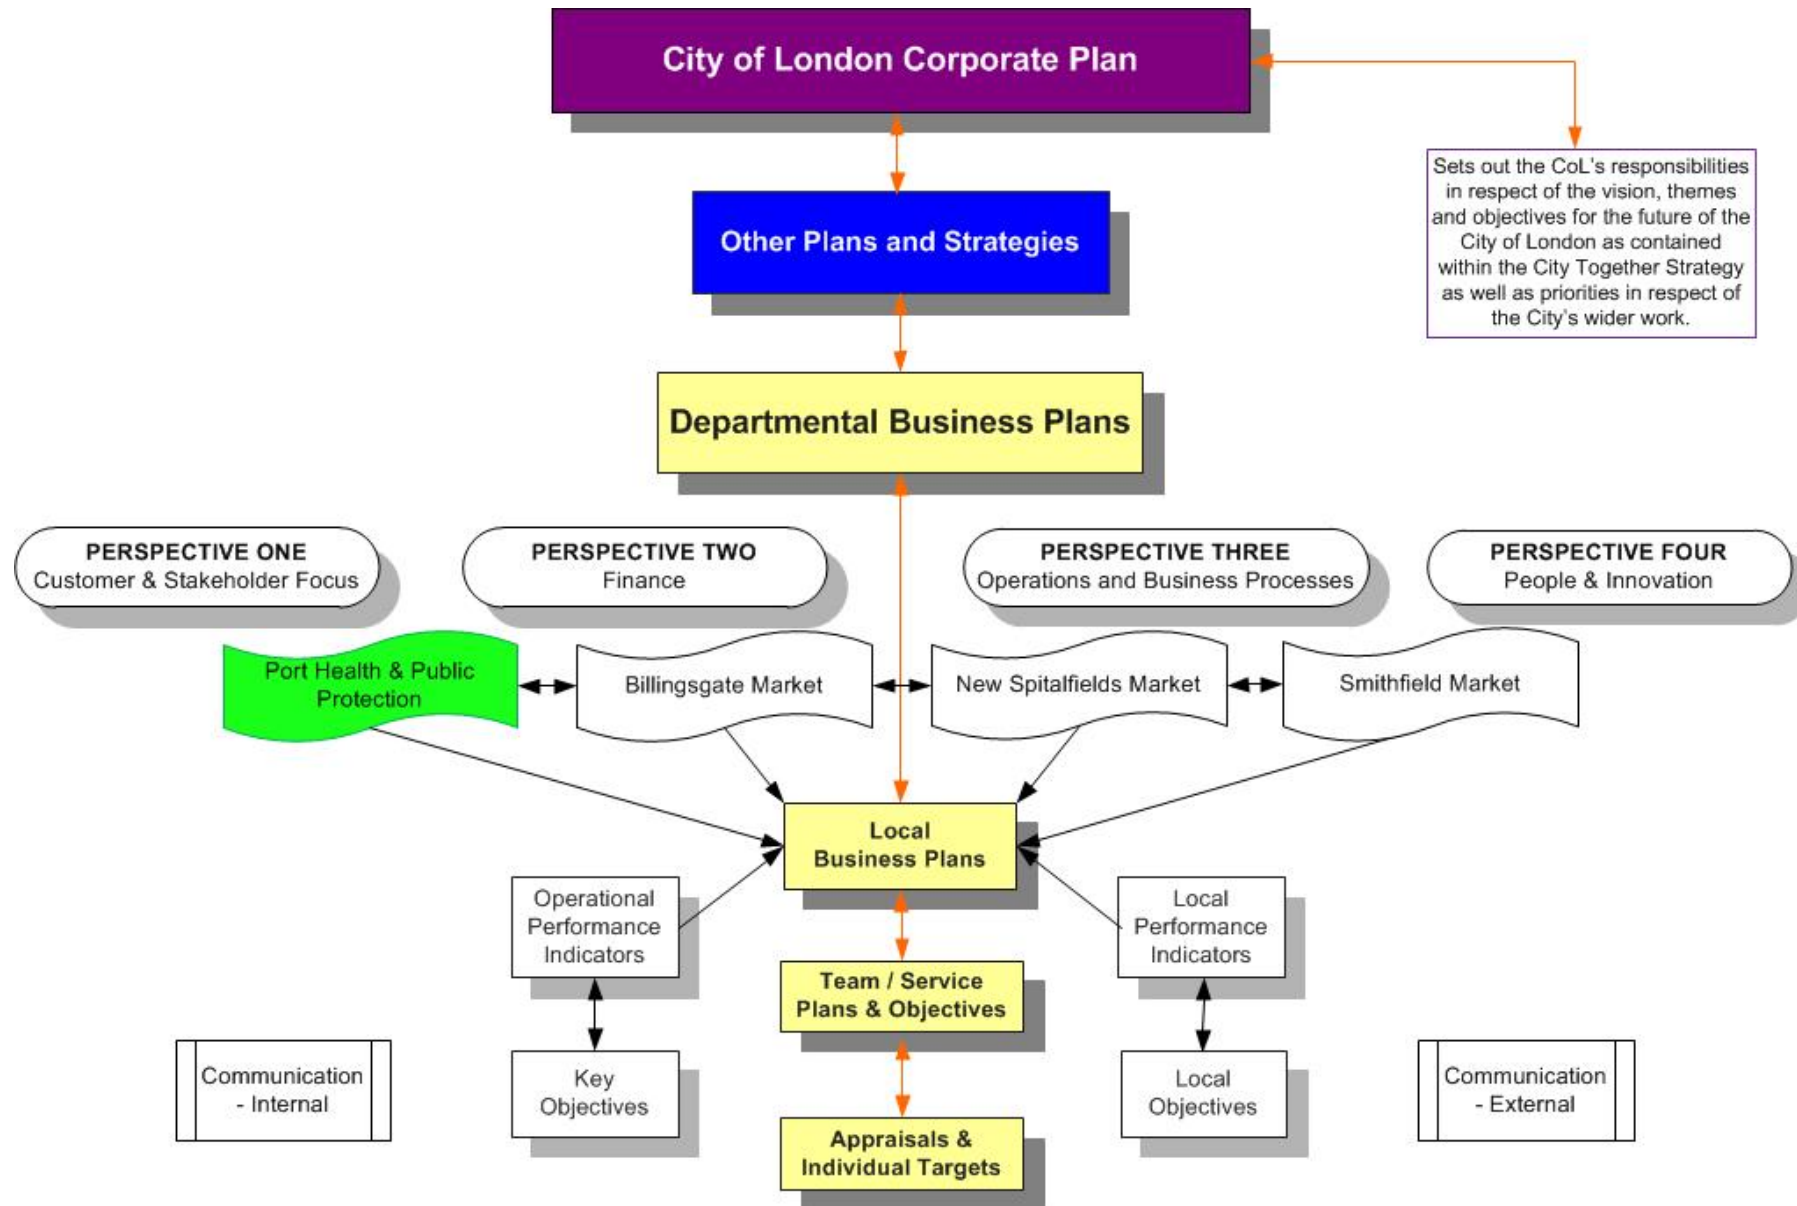 City of London Corporate Plan
Sets out the CoL's responsibilities
in respect of the vision, themes
and objectives for the future of the
City of London as contained
within the City Together Strategy
as well as priorities in respect of
the City's wider work.
Other Plans and Strategies
Departmental Business Plans
PERSPECTIVE ONE
Customer & Stakeholder Focus
PERSPECTIVE TWO
Finance
PERSPECTIVE THREE
Operations and Business Processes
PERSPECTIVE FOUR
People & Innovation
Port Health & Public
Protection
Billingsgate Market
New Spitalfields Market
Smithfield Market
Local
Business Plans
Operational
Performance
Indicators
Local
Performance
Indicators
Team / Service
Plans & Objectives
Communication
- Internal
Key
Objectives
Local
Objectives
Communication
- External
Appraisals &
Individual Targets